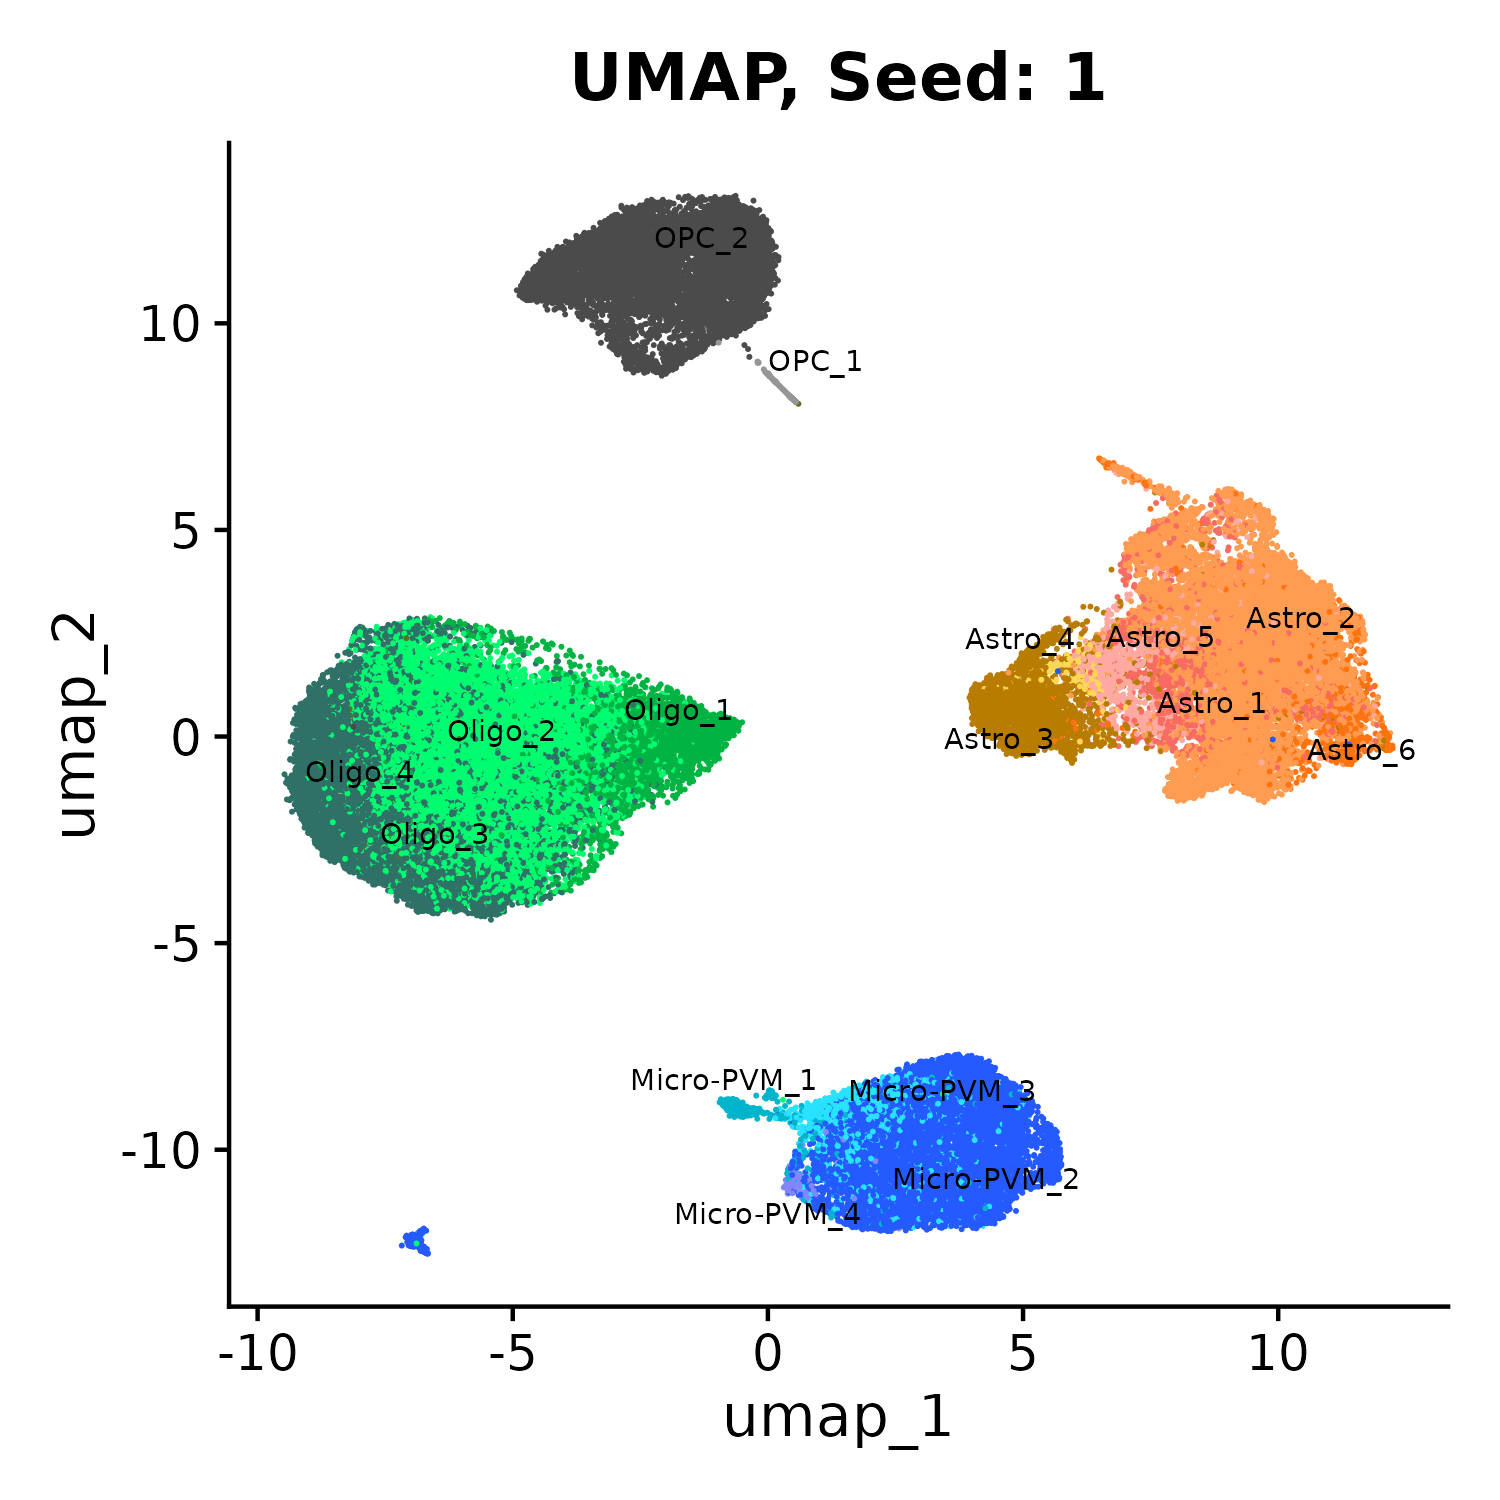 UMAP, Seed: 1
umap_2
10
5
0
-5
-10
OPC_2
OPC_1
Astro_2
Astro_4
Astro_5
Astro_1
Astro_3
Astro_6
Oligo_1
Oligo_2
Oligo_4
Oligo_3
Micro-PVM_1
Micro-PVM_3
Micro-PVM_2
Micro-PVM_4
-10
-5
0
5
10
umap_1